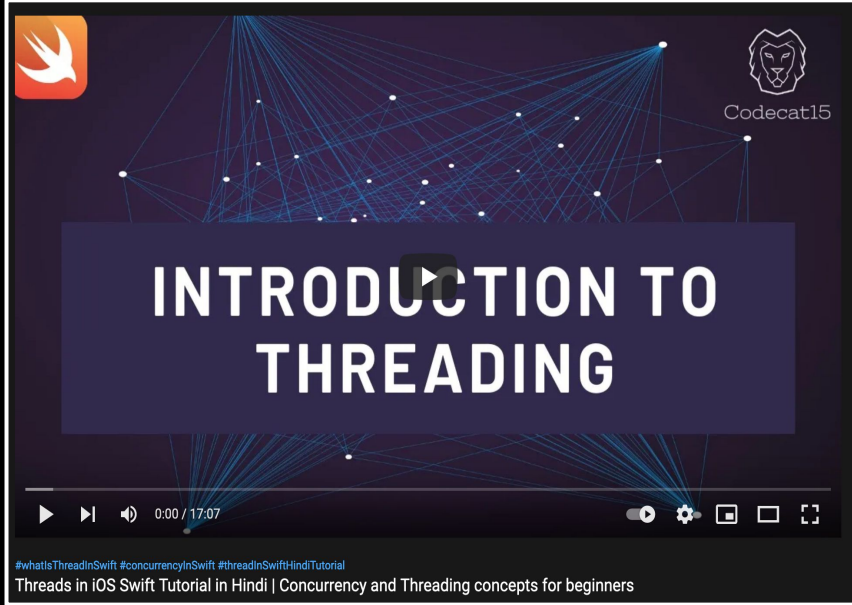 Codecat15
INTRODUCTION TO
THREADING
0:00 / 17:07
#whatIsThreadInSwift #concurrencyInSwift #threadInSwiftHindiTutorial
Threads in iOS Swift Tutorial in Hindi | Concurrency and Threading concepts for beginners